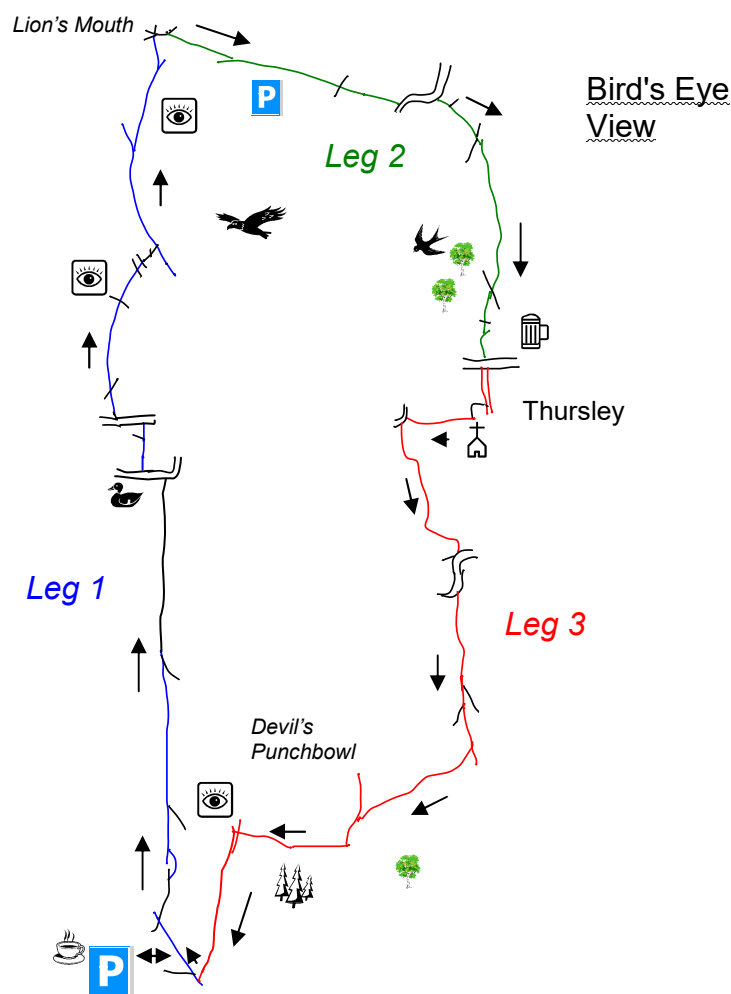 Lion's Mouth
P
Bird's Eye
View
Leg 2
Thursley
Leg 1
Leg 3
Devil's
Punchbowl
P